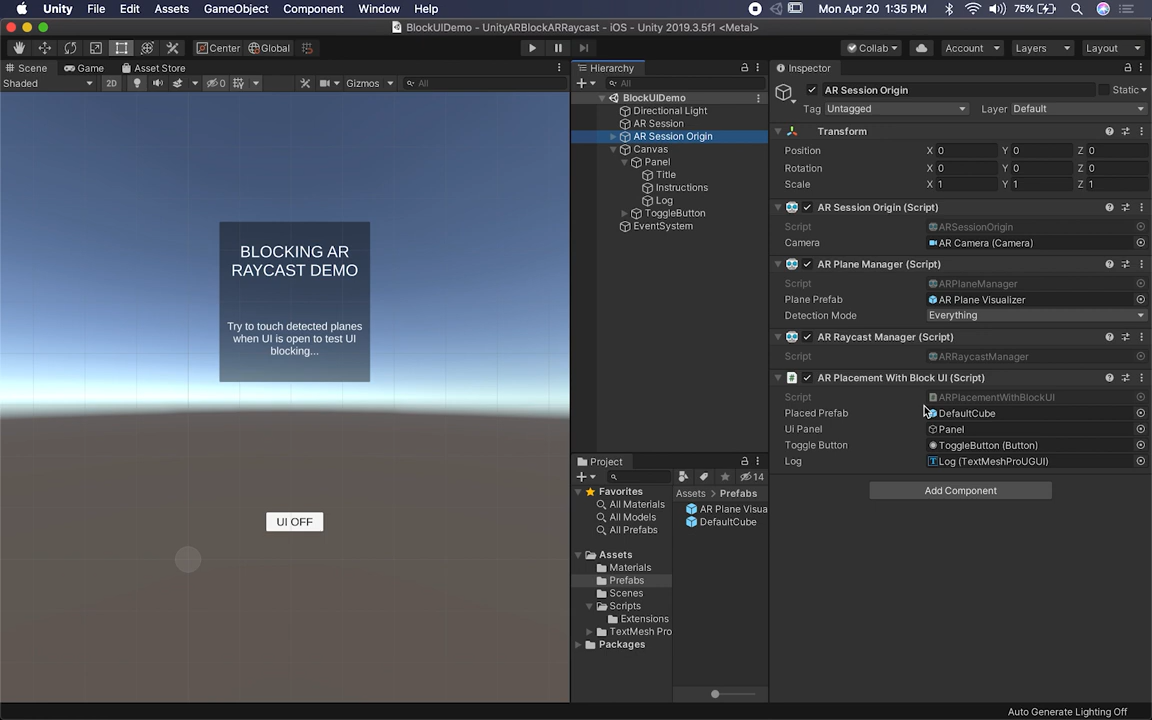 Unity File Edit Assets GameObject Component Window Help
Mon Apr 20 1:35 PM
75%
BlockUIDemo - UnityARBlockARRaycast - iOS - Unity 2019.3.5f1 <Metal>
Center Global
Collab Account Layers Layout
Scene Game Asset Store
Shaded 2D 0 Gizmos All
BLOCKING AR
RAYCAST DEMO
Try to touch detected planes
when UI is open to test UI
blocking...
UI OFF
Hierarchy
All
BlockUIDemo
Directional Light
AR Session
AR Session Origin
Canvas
Panel
Title
Instructions
Log
ToggleButton
EventSystem
Project
14
Favorites
All Materials
All Models
All Prefabs
Assets
Materials
Prefabs
Scenes
Scripts
Extensions
TextMesh Pro
Packages
Assets > Prefabs
AR Plane Visua
DefaultCube
Inspector
AR Session Origin Static
Tag Untagged Layer Default
Transform
Position X 0 Y 0 Z 0
Rotation X 0 Y 0 Z 0
Scale X 1 Y 1 Z 1
AR Session Origin (Script)
Script ARSessionOrigin
Camera AR Camera (Camera)
AR Plane Manager (Script)
Script ARPlaneManager
Plane Prefab AR Plane Visualizer
Detection Mode Everything
AR Raycast Manager (Script)
Script ARRaycastManager
AR Placement With Block UI (Script)
Script ARPlacementWithBlockUI
Placed Prefab DefaultCube
Ui Panel Panel
Toggle Button ToggleButton (Button)
Log Log (TextMeshProUGUI)
Add Component
Auto Generate Lighting Off